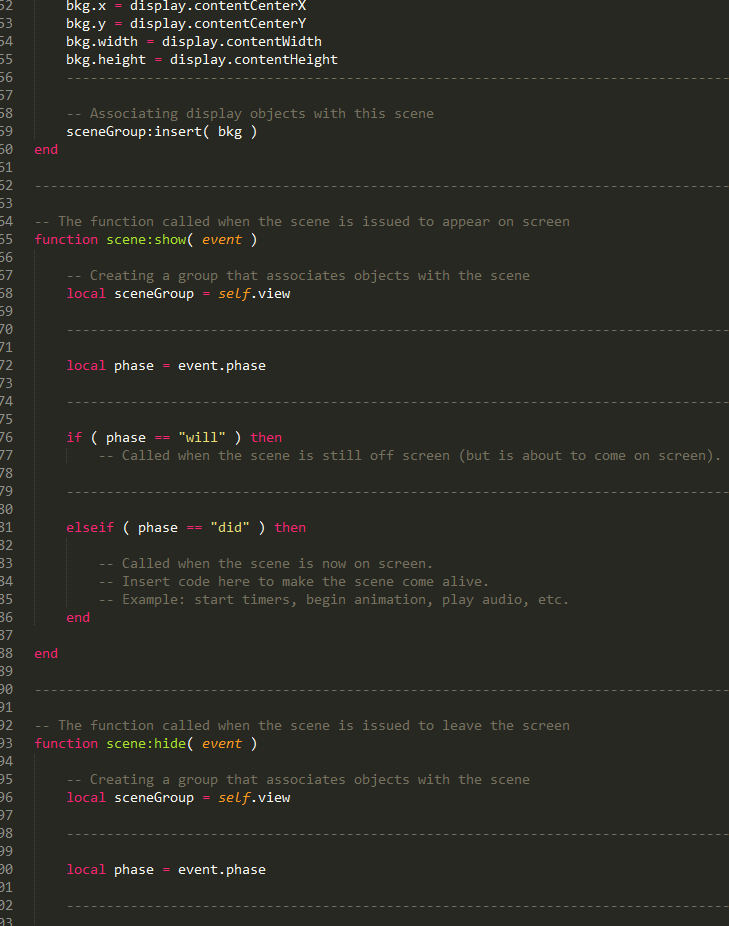 52 bkg.x = display.contentCenterX
53 bkg.y = display.contentCenterY
54 bkg.width = display.contentWidth
55 bkg.height = display.contentHeight
56 -----------------------------------------------------------------------------------
57
58 -- Associating display objects with this scene
59 sceneGroup:insert( bkg )
60 end
61
62 ---------------------------------------------------------------------------------------
63
64 -- The function called when the scene is issued to appear on screen
65 function scene:show( event )
66
67 -- Creating a group that associates objects with the scene
68 local sceneGroup = self.view
69
70 -----------------------------------------------------------------------------------
71
72 local phase = event.phase
73
74 -----------------------------------------------------------------------------------
75
76 if ( phase == "will" ) then
77 -- Called when the scene is still off screen (but is about to come on screen).
78
79 -----------------------------------------------------------------------------------
80
81 elseif ( phase == "did" ) then
82
83 -- Called when the scene is now on screen.
84 -- Insert code here to make the scene come alive.
85 -- Example: start timers, begin animation, play audio, etc.
86 end
87
88 end
89
90 ---------------------------------------------------------------------------------------
91
92 -- The function called when the scene is issued to leave the screen
93 function scene:hide( event )
94
95 -- Creating a group that associates objects with the scene
96 local sceneGroup = self.view
97
98 -----------------------------------------------------------------------------------
99
00 local phase = event.phase
01
02 -----------------------------------------------------------------------------------
03